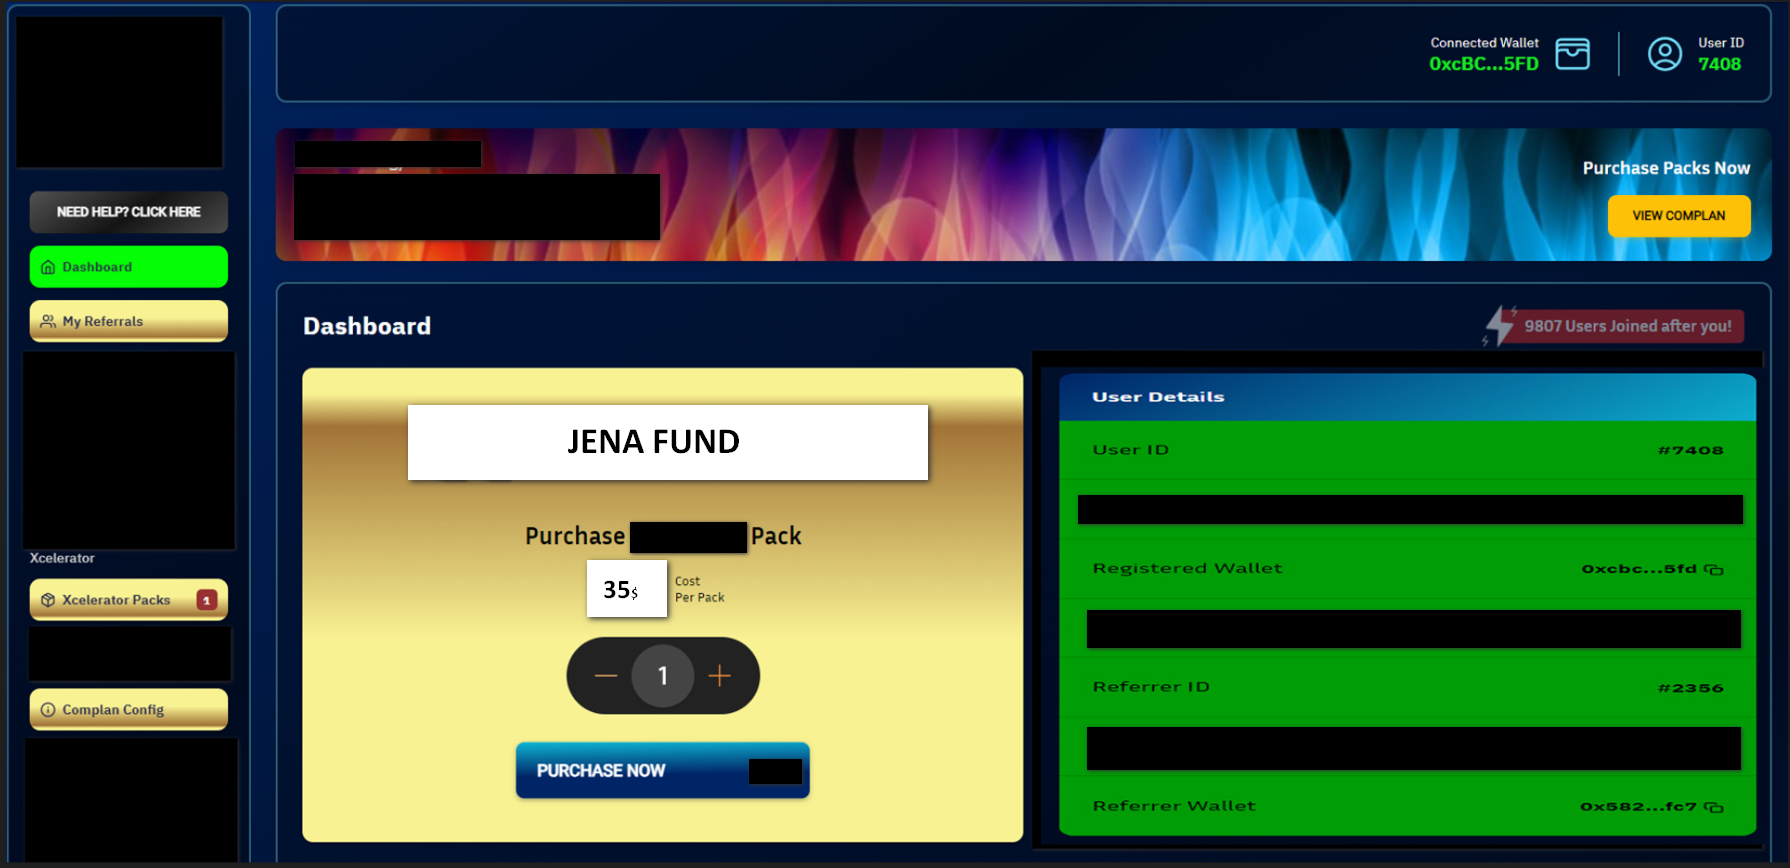 Connected Wallet
0xcBC...5FD
User ID
7408
NEED HELP? CLICK HERE
Dashboard
My Referrals
Xcelerator
Xcelerator Packs
1
Complan Config
Purchase Packs Now
VIEW COMPLAN
Dashboard
9807 Users Joined after you!
JENA FUND
Purchase Pack
35$
Cost
Per Pack
1
PURCHASE NOW
User Details
User ID #7408
Registered Wallet 0xcbc...5fd
Referrer ID #2356
Referrer Wallet 0x582...fc7